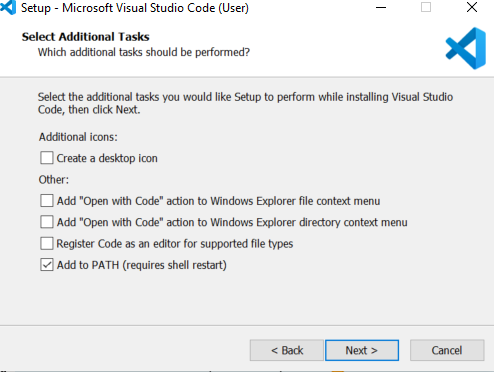 Setup - Microsoft Visual Studio Code (User)
Select Additional Tasks
Which additional tasks should be performed?
Select the additional tasks you would like Setup to perform while installing Visual Studio
Code, then click Next.
Additional icons:
Create a desktop icon
Other:
Add "Open with Code" action to Windows Explorer file context menu
Add "Open with Code" action to Windows Explorer directory context menu
Register Code as an editor for supported file types
Add to PATH (requires shell restart)
< Back
Next >
Cancel